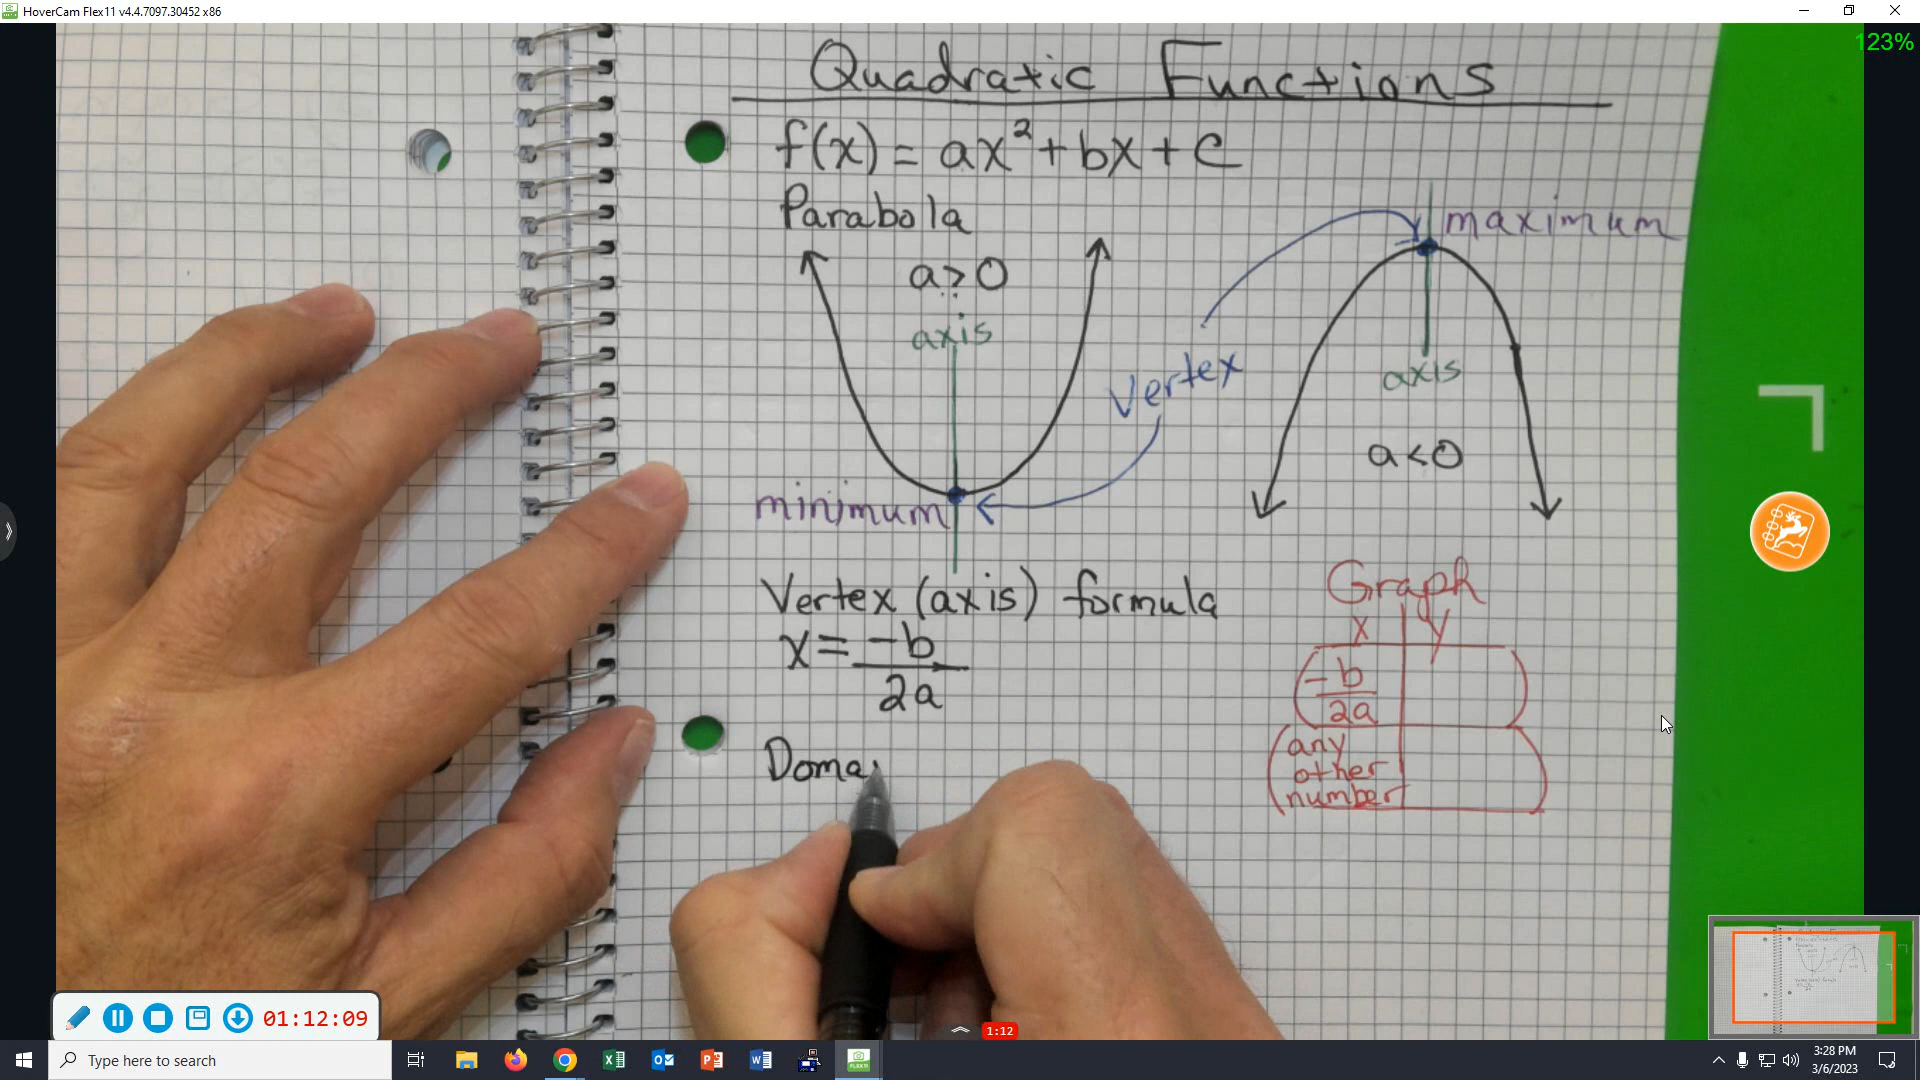 HoverCam Flex11 v4.4.7097.30452 x86
123%
Quadratic Functions
f(x) = ax²+bx+c
Parabola
a>0
axis
minimum
Vertex
maximum
axis
a<0
Vertex (axis) formula
x = -b
2a
Graph
x y
-b
2a
any
other
number
Doma
01:12:09
1:12
Type here to search
3:28 PM
3/6/2023